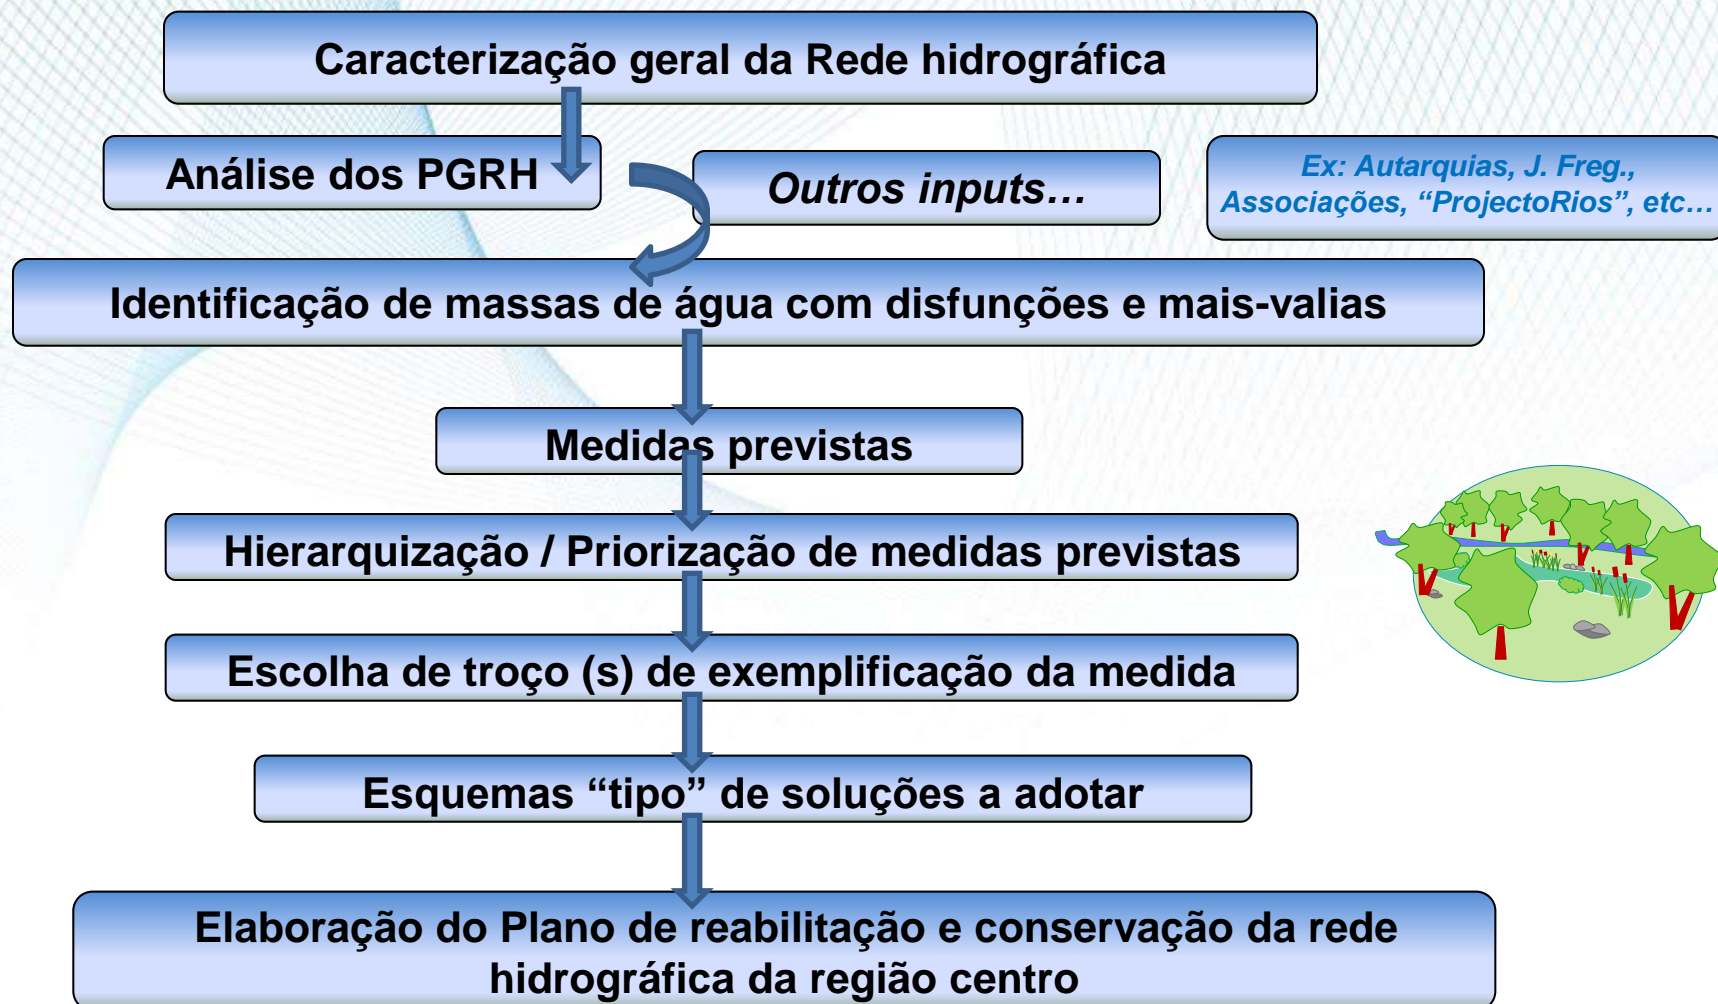 Caracterização geral da Rede hidrográfica
Análise dos PGRH
Outros inputs…
Ex: Autarquias, J. Freg.,
Associações, “ProjectoRios”, etc…
Identificação de massas de água com disfunções e mais-valias
Medidas previstas
Hierarquização / Priorização de medidas previstas
Escolha de troço (s) de exemplificação da medida
Esquemas “tipo” de soluções a adotar
Elaboração do Plano de reabilitação e conservação da rede
hidrográfica da região centro